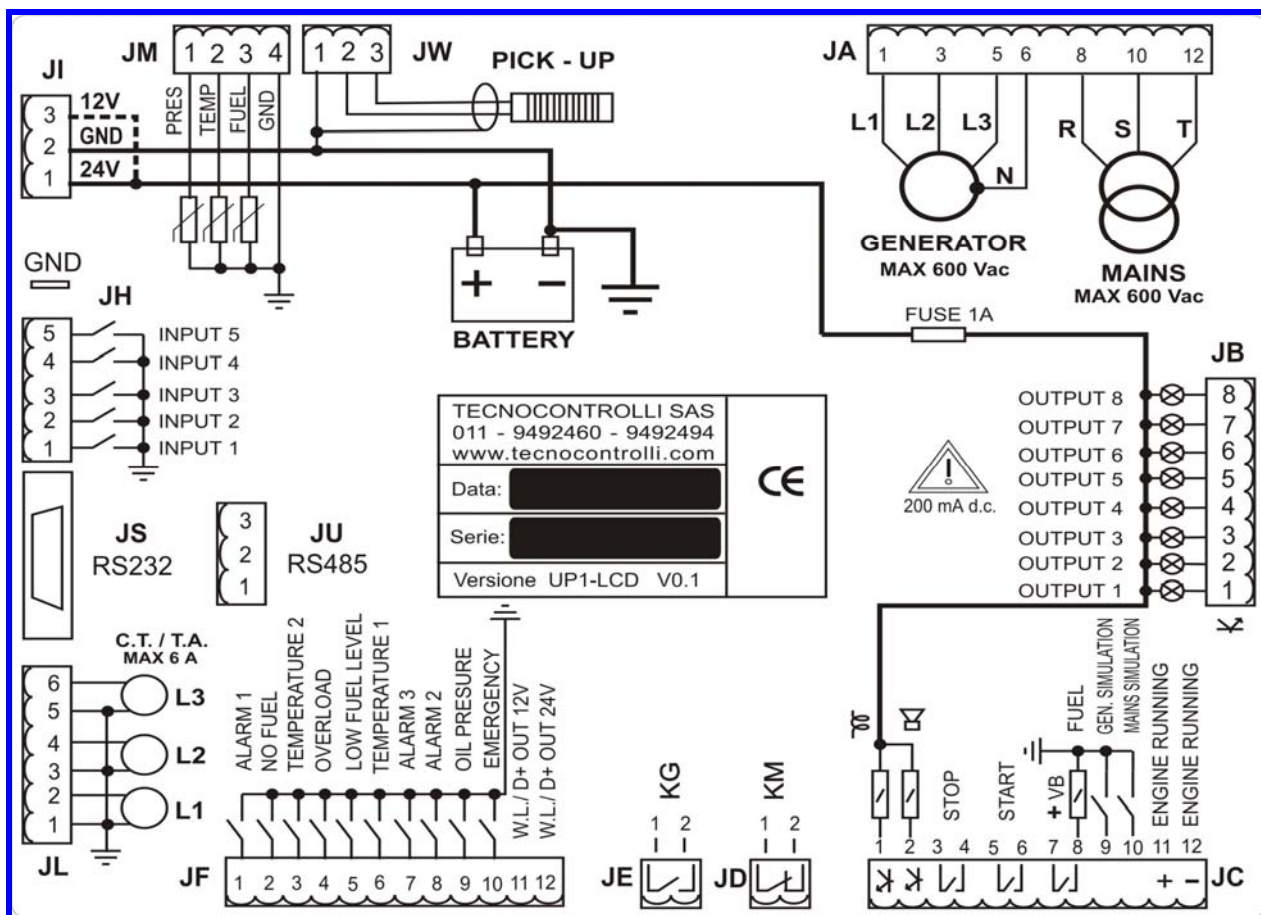 JM
1 2 3 4
1 2 3
JW
PICK - UP
JA
1 3 5 6 8 10 12
JI
3
2
1
12V
GND
24V
PRES
TEMP
FUEL
GND
L1 L2 L3
N
R S T
GENERATOR
MAX 600 Vac
MAINS
MAX 600 Vac
GND
+ −
BATTERY
FUSE 1A
JH
5 INPUT 5
4 INPUT 4
3 INPUT 3
2 INPUT 2
1 INPUT 1
JB
OUTPUT 8 8
OUTPUT 7 7
OUTPUT 6 6
OUTPUT 5 5
OUTPUT 4 4
OUTPUT 3 3
OUTPUT 2 2
OUTPUT 1 1
!
200 mA d.c.
TECNOCONTROLLI SAS
011 - 9492460 - 9492494
www.tecnocontrolli.com
Data:
Serie:
Versione UP1-LCD V0.1
CE
JS
RS232
JU
RS485
3
2
1
C.T. / T.A.
MAX 6 A
6
5
4
3
2
1
L3
L2
L1
JL
ALARM 1
NO FUEL
TEMPERATURE 2
OVERLOAD
LOW FUEL LEVEL
TEMPERATURE 1
ALARM 3
ALARM 2
OIL PRESSURE
EMERGENCY
W.L./ D+ OUT 12V
W.L./ D+ OUT 24V
JF
1 2 3 4 5 6 7 8 9 10 11 12
KG
1 2
JE
KM
1 2
JD
STOP
START
+ VB
FUEL
GEN. SIMULATION
MAINS SIMULATION
ENGINE RUNNING
ENGINE RUNNING
1 2 3 4 5 6 7 8 9 10 11 12
+ −
JC